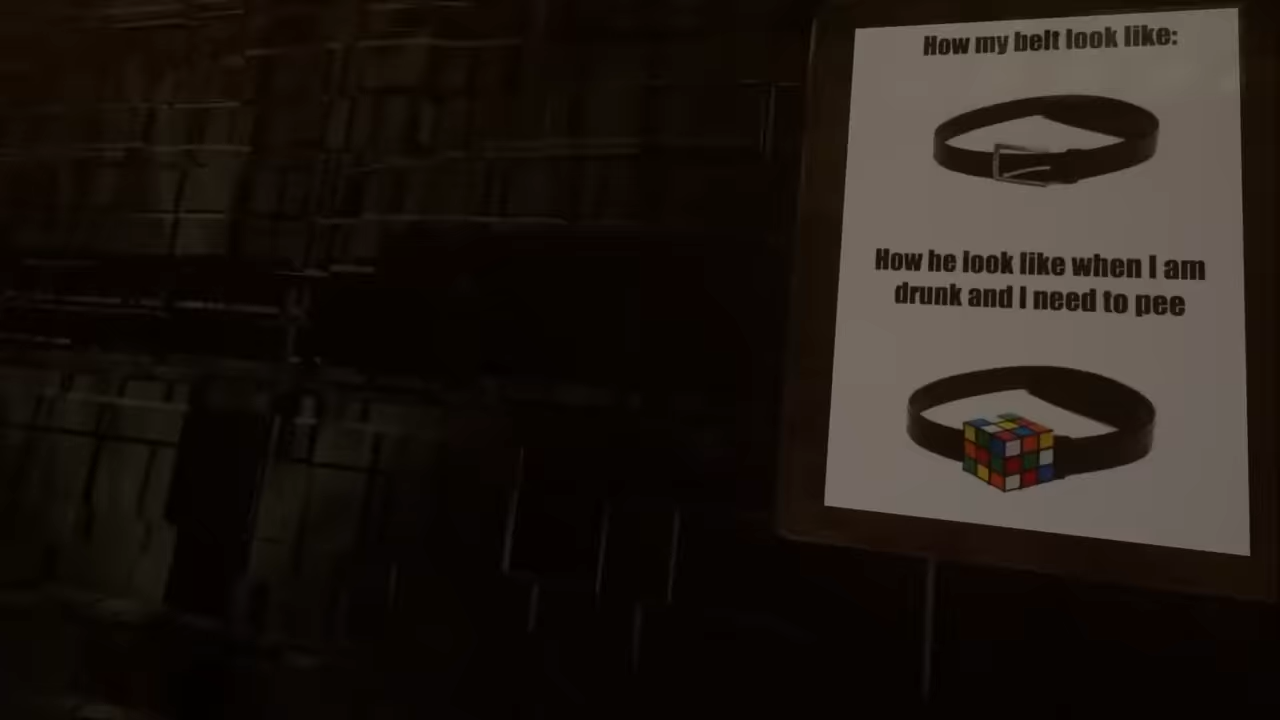 How my belt look like:
How he look like when I am
drunk and I need to pee